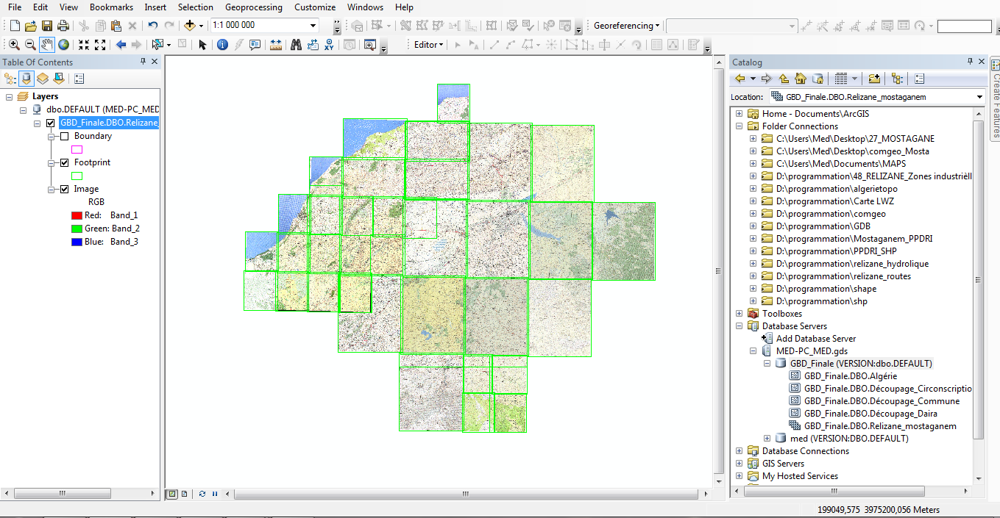 File Edit View Bookmarks Insert Selection Geoprocessing Customize Windows Help
1:1 000 000
Georeferencing
Editor
Table Of Contents
Layers
dbo.DEFAULT (MED-PC_MED
GBD_Finale.DBO.Relizane_
Boundary
Footprint
Image
RGB
Red: Band_1
Green: Band_2
Blue: Band_3
Catalog
Location: GBD_Finale.DBO.Relizane_mostaganem
Home - Documents\ArcGIS
Folder Connections
C:\Users\Med\Desktop\27_MOSTAGANE
C:\Users\Med\Desktop\comgeo_Mosta
C:\Users\Med\Documents\MAPS
D:\programmation\48_RELIZANE_Zones industrièll
D:\programmation\algerietopo
D:\programmation\Carte LWZ
D:\programmation\comgeo
D:\programmation\GDB
D:\programmation\Mostaganem_PPDRI
D:\programmation\PPDRI_SHP
D:\programmation\relizane_hydrolique
D:\programmation\relizane_routes
D:\programmation\shape
D:\programmation\shp
Toolboxes
Database Servers
Add Database Server
MED-PC_MED.gds
GBD_Finale (VERSION:dbo.DEFAULT)
GBD_Finale.DBO.Algérie
GBD_Finale.DBO.Découpage_Circonscriptio
GBD_Finale.DBO.Découpage_Commune
GBD_Finale.DBO.Découpage_Daira
GBD_Finale.DBO.Relizane_mostaganem
med (VERSION:DBO.DEFAULT)
Database Connections
GIS Servers
My Hosted Services
Create Features
199049,575 3975200,056 Meters